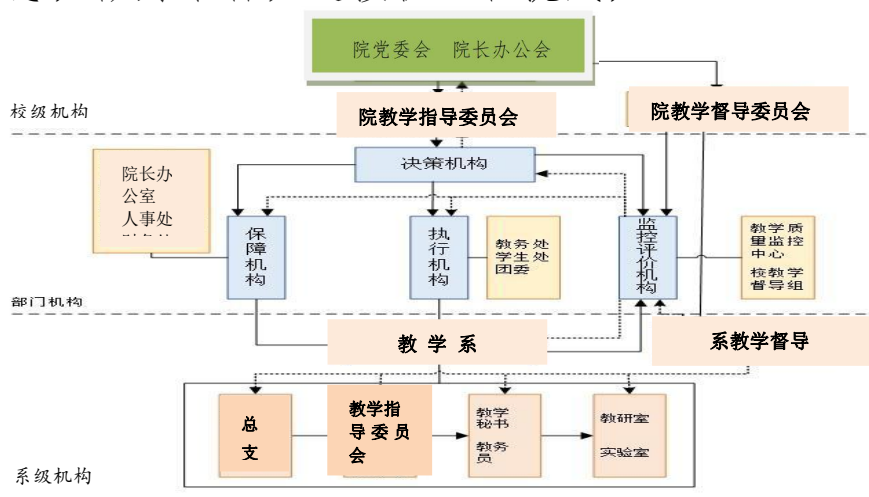 院党委会 院长办公会
校级机构
院教学指导委员会
院教学督导委员会
决策机构
院长办
公室
人事处
保障机构
执行机构
教务处
学生处
团委
监控评价机构
教学质
量监控
中心
校教学
督导组
部门机构
教 学 系
系教学督导
总
支
教学指
导委员
会
教学
秘书
教务
员
教研室
实验室
系级机构